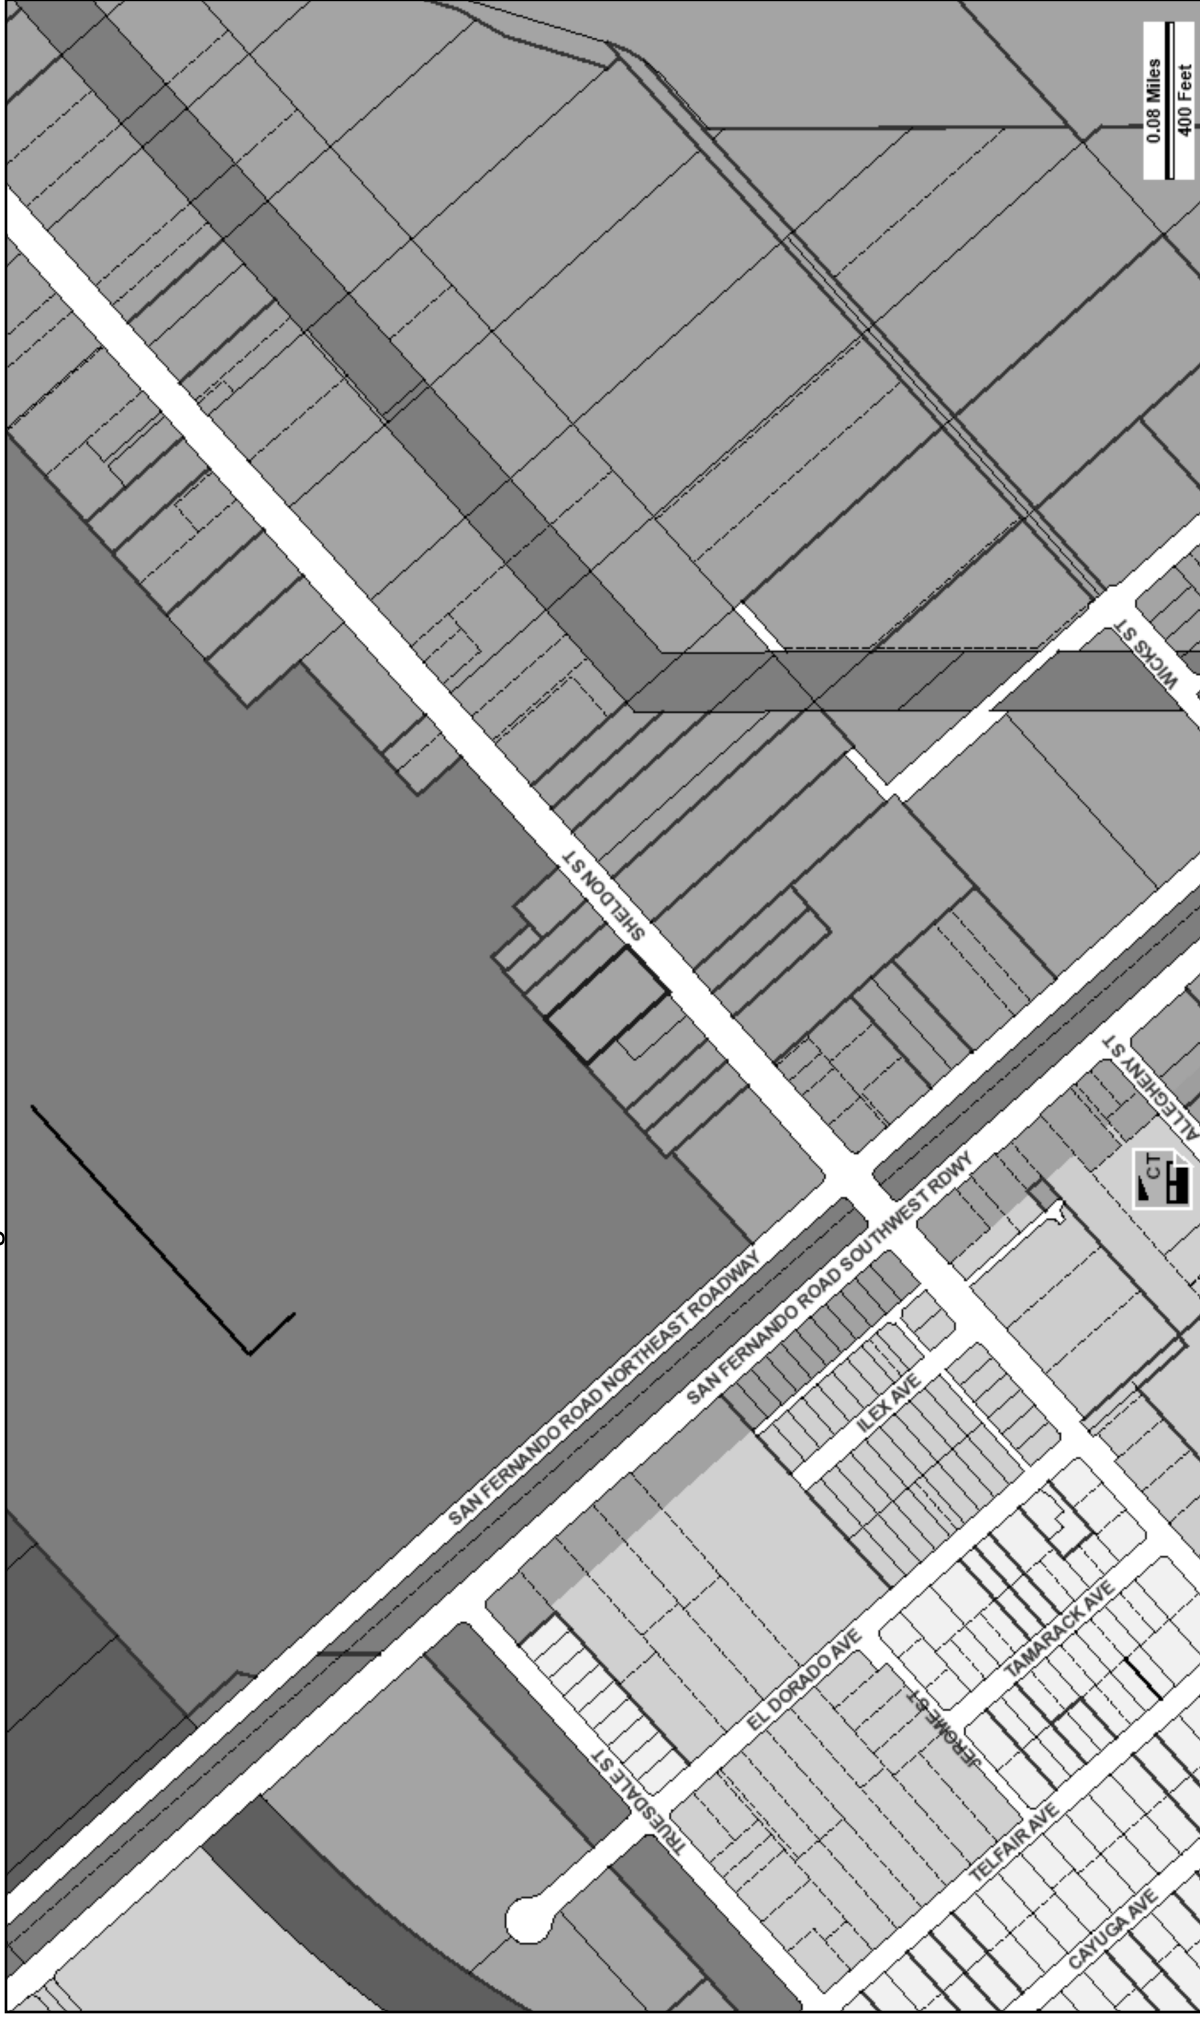 0.08 Miles
400 Feet
WICKS ST
SHELDON ST
ALLEGHENY ST
CT
SAN FERNANDO ROAD NORTHEAST ROADWAY
SAN FERNANDO ROAD SOUTHWEST RDWY
ILEX AVE
EL DORADO AVE
TAMARACK AVE
JEROME ST
TRUESDALE ST
TELFAIR AVE
CAYUGA AVE